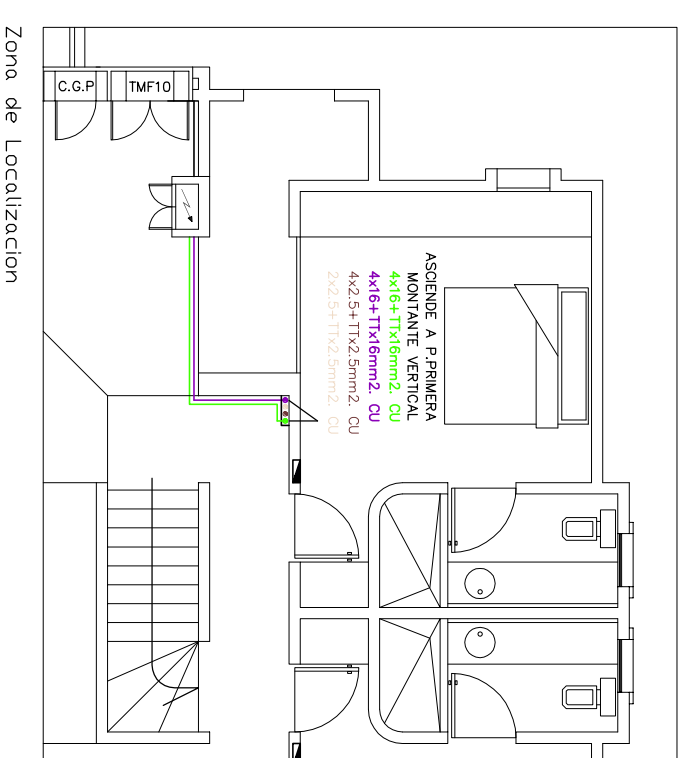 Zona de Localizacion
C.G.P
TMF10
ASCIENDE A P.PRIMERA
MONTANTE VERTICAL
4x16+TTx16mm2. CU
4x16+TTx16mm2. CU
4x2.5+TTx2.5mm2. CU
2x2.5+TTx2.5mm2. CU